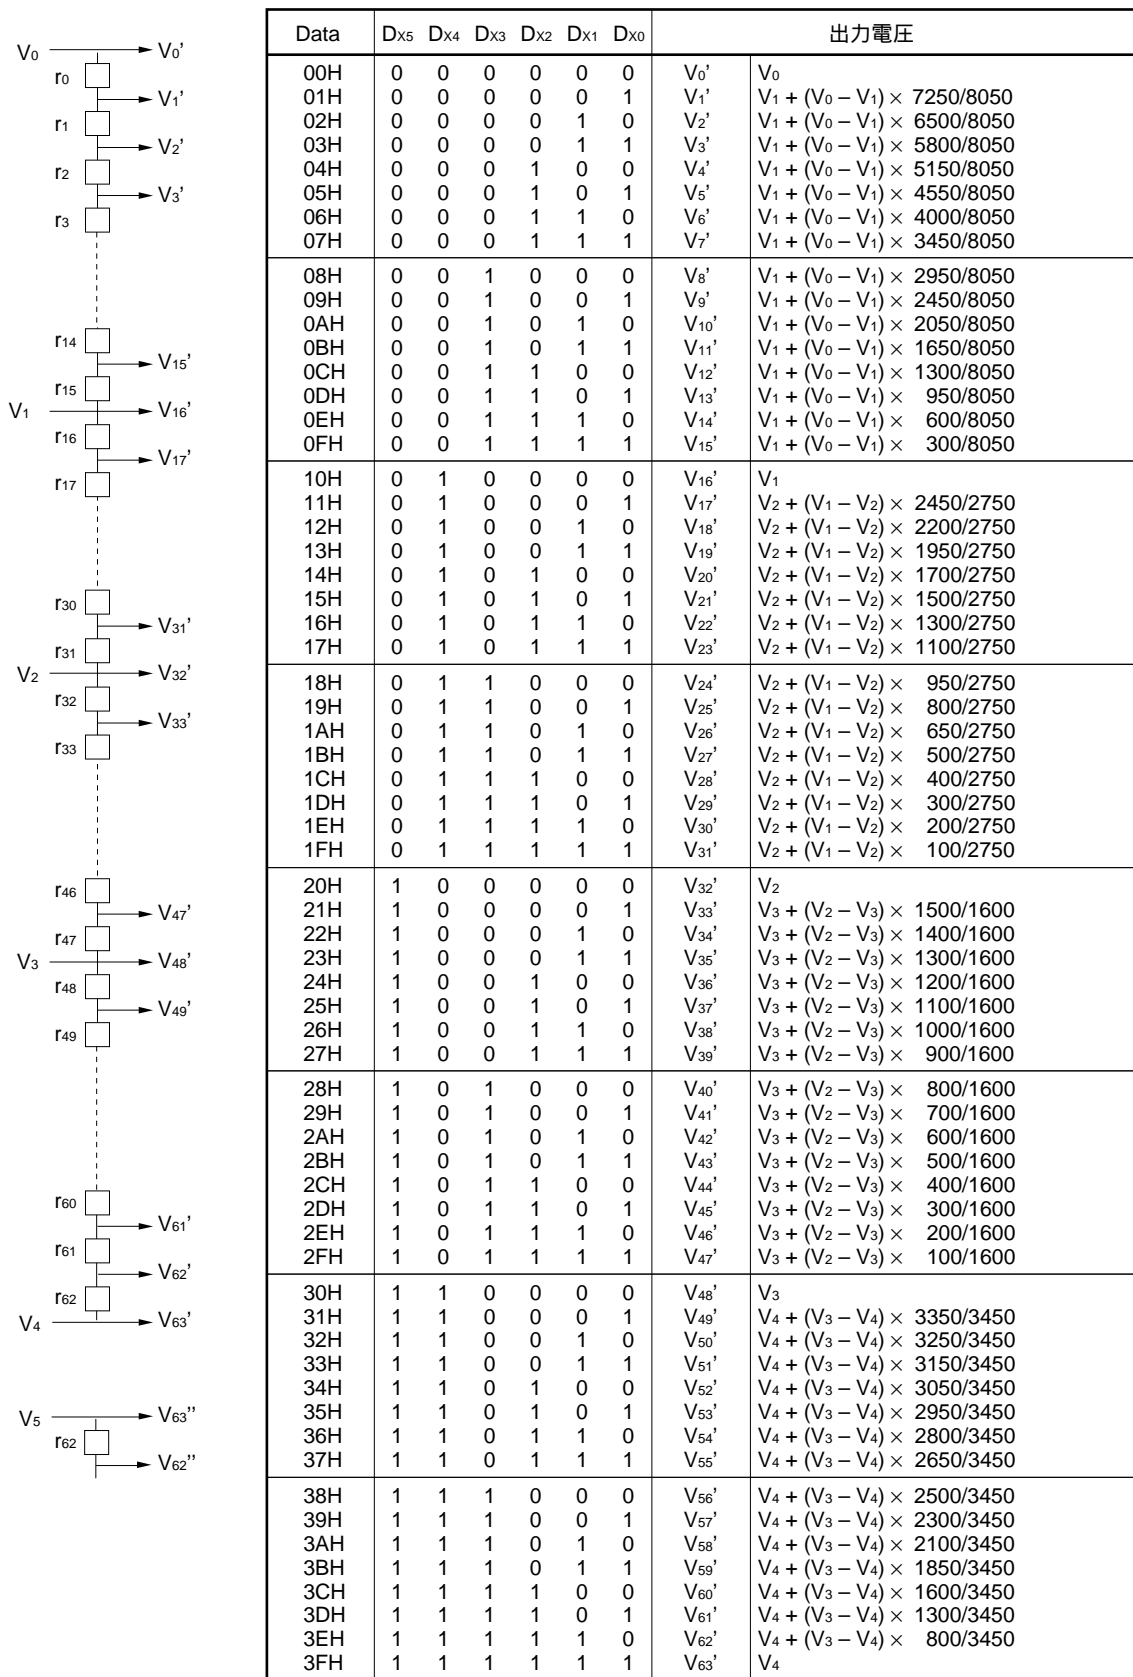 V0 V0'
r0
V1'
r1
V2'
r2
V3'
r3
r14
V15'
r15
V1 V16'
r16
V17'
r17
r30
V31'
r31
V2 V32'
r32
V33'
r33
r46
V47'
r47
V3 V48'
r48
V49'
r49
r60
V61'
r61
V62'
r62
V4 V63'
V5 V63''
r62
V62''
Data DX5 DX4 DX3 DX2 DX1 DX0 出力電圧
00H 0 0 0 0 0 0 V0' V0
01H 0 0 0 0 0 1 V1' V1 + (V0 – V1) × 7250/8050
02H 0 0 0 0 1 0 V2' V1 + (V0 – V1) × 6500/8050
03H 0 0 0 0 1 1 V3' V1 + (V0 – V1) × 5800/8050
04H 0 0 0 1 0 0 V4' V1 + (V0 – V1) × 5150/8050
05H 0 0 0 1 0 1 V5' V1 + (V0 – V1) × 4550/8050
06H 0 0 0 1 1 0 V6' V1 + (V0 – V1) × 4000/8050
07H 0 0 0 1 1 1 V7' V1 + (V0 – V1) × 3450/8050
08H 0 0 1 0 0 0 V8' V1 + (V0 – V1) × 2950/8050
09H 0 0 1 0 0 1 V9' V1 + (V0 – V1) × 2450/8050
0AH 0 0 1 0 1 0 V10' V1 + (V0 – V1) × 2050/8050
0BH 0 0 1 0 1 1 V11' V1 + (V0 – V1) × 1650/8050
0CH 0 0 1 1 0 0 V12' V1 + (V0 – V1) × 1300/8050
0DH 0 0 1 1 0 1 V13' V1 + (V0 – V1) × 950/8050
0EH 0 0 1 1 1 0 V14' V1 + (V0 – V1) × 600/8050
0FH 0 0 1 1 1 1 V15' V1 + (V0 – V1) × 300/8050
10H 0 1 0 0 0 0 V16' V1
11H 0 1 0 0 0 1 V17' V2 + (V1 – V2) × 2450/2750
12H 0 1 0 0 1 0 V18' V2 + (V1 – V2) × 2200/2750
13H 0 1 0 0 1 1 V19' V2 + (V1 – V2) × 1950/2750
14H 0 1 0 1 0 0 V20' V2 + (V1 – V2) × 1700/2750
15H 0 1 0 1 0 1 V21' V2 + (V1 – V2) × 1500/2750
16H 0 1 0 1 1 0 V22' V2 + (V1 – V2) × 1300/2750
17H 0 1 0 1 1 1 V23' V2 + (V1 – V2) × 1100/2750
18H 0 1 1 0 0 0 V24' V2 + (V1 – V2) × 950/2750
19H 0 1 1 0 0 1 V25' V2 + (V1 – V2) × 800/2750
1AH 0 1 1 0 1 0 V26' V2 + (V1 – V2) × 650/2750
1BH 0 1 1 0 1 1 V27' V2 + (V1 – V2) × 500/2750
1CH 0 1 1 1 0 0 V28' V2 + (V1 – V2) × 400/2750
1DH 0 1 1 1 0 1 V29' V2 + (V1 – V2) × 300/2750
1EH 0 1 1 1 1 0 V30' V2 + (V1 – V2) × 200/2750
1FH 0 1 1 1 1 1 V31' V2 + (V1 – V2) × 100/2750
20H 1 0 0 0 0 0 V32' V2
21H 1 0 0 0 0 1 V33' V3 + (V2 – V3) × 1500/1600
22H 1 0 0 0 1 0 V34' V3 + (V2 – V3) × 1400/1600
23H 1 0 0 0 1 1 V35' V3 + (V2 – V3) × 1300/1600
24H 1 0 0 1 0 0 V36' V3 + (V2 – V3) × 1200/1600
25H 1 0 0 1 0 1 V37' V3 + (V2 – V3) × 1100/1600
26H 1 0 0 1 1 0 V38' V3 + (V2 – V3) × 1000/1600
27H 1 0 0 1 1 1 V39' V3 + (V2 – V3) × 900/1600
28H 1 0 1 0 0 0 V40' V3 + (V2 – V3) × 800/1600
29H 1 0 1 0 0 1 V41' V3 + (V2 – V3) × 700/1600
2AH 1 0 1 0 1 0 V42' V3 + (V2 – V3) × 600/1600
2BH 1 0 1 0 1 1 V43' V3 + (V2 – V3) × 500/1600
2CH 1 0 1 1 0 0 V44' V3 + (V2 – V3) × 400/1600
2DH 1 0 1 1 0 1 V45' V3 + (V2 – V3) × 300/1600
2EH 1 0 1 1 1 0 V46' V3 + (V2 – V3) × 200/1600
2FH 1 0 1 1 1 1 V47' V3 + (V2 – V3) × 100/1600
30H 1 1 0 0 0 0 V48' V3
31H 1 1 0 0 0 1 V49' V4 + (V3 – V4) × 3350/3450
32H 1 1 0 0 1 0 V50' V4 + (V3 – V4) × 3250/3450
33H 1 1 0 0 1 1 V51' V4 + (V3 – V4) × 3150/3450
34H 1 1 0 1 0 0 V52' V4 + (V3 – V4) × 3050/3450
35H 1 1 0 1 0 1 V53' V4 + (V3 – V4) × 2950/3450
36H 1 1 0 1 1 0 V54' V4 + (V3 – V4) × 2800/3450
37H 1 1 0 1 1 1 V55' V4 + (V3 – V4) × 2650/3450
38H 1 1 1 0 0 0 V56' V4 + (V3 – V4) × 2500/3450
39H 1 1 1 0 0 1 V57' V4 + (V3 – V4) × 2300/3450
3AH 1 1 1 0 1 0 V58' V4 + (V3 – V4) × 2100/3450
3BH 1 1 1 0 1 1 V59' V4 + (V3 – V4) × 1850/3450
3CH 1 1 1 1 0 0 V60' V4 + (V3 – V4) × 1600/3450
3DH 1 1 1 1 0 1 V61' V4 + (V3 – V4) × 1300/3450
3EH 1 1 1 1 1 0 V62' V4 + (V3 – V4) × 800/3450
3FH 1 1 1 1 1 1 V63' V4